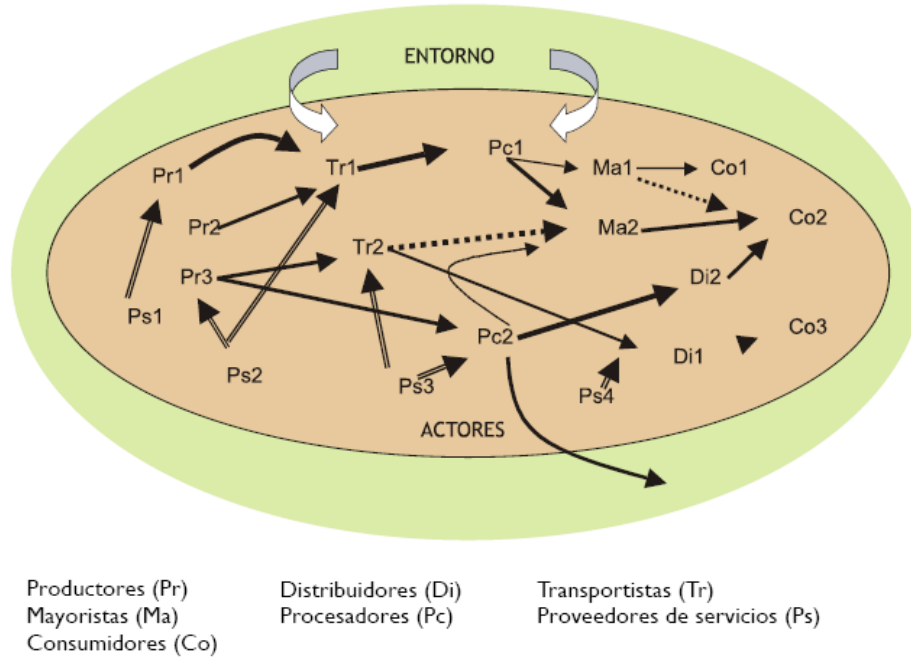 ENTORNO
Pr1
Tr1
Pc1
Ma1
Co1
Pr2
Tr2
Ma2
Co2
Pr3
Di2
Ps1
Pc2
Di1
Co3
Ps2
Ps3
Ps4
ACTORES
Productores (Pr)
Distribuidores (Di)
Transportistas (Tr)
Mayoristas (Ma)
Procesadores (Pc)
Proveedores de servicios (Ps)
Consumidores (Co)